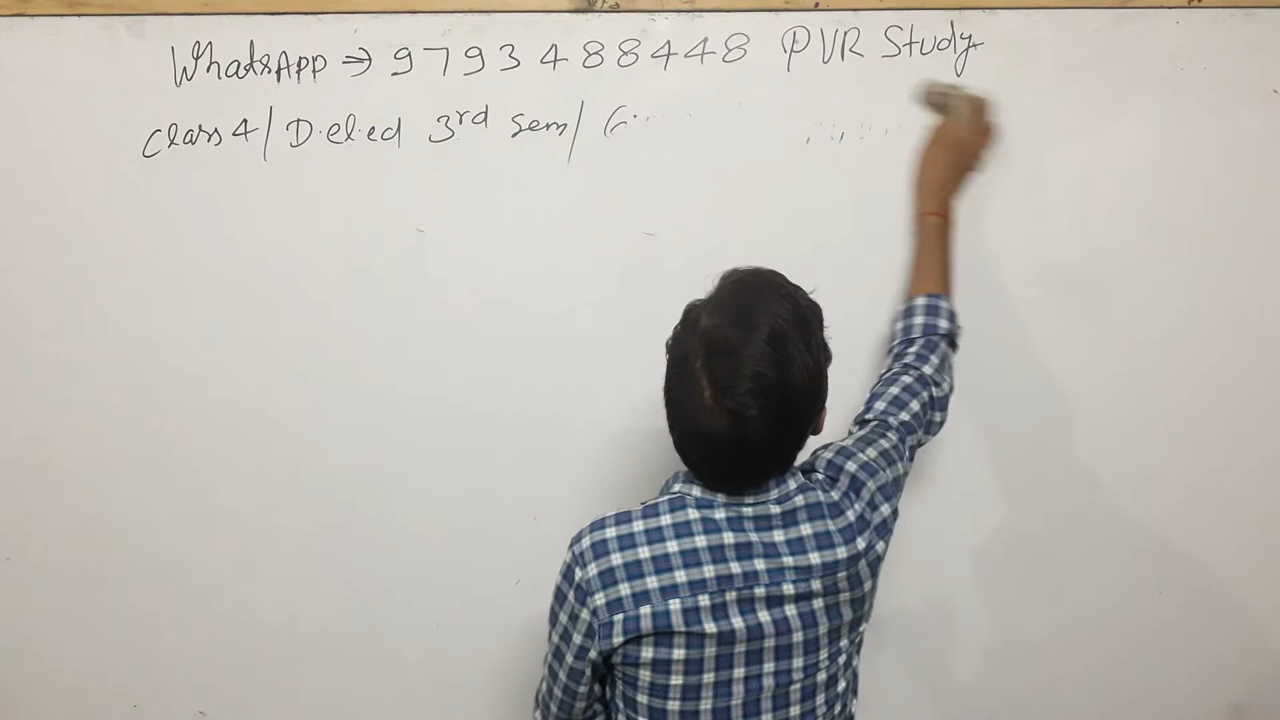 WhatsApp ⇒ 9793488448 PVR Study
Class 4/ D.el.ed 3rd Sem/